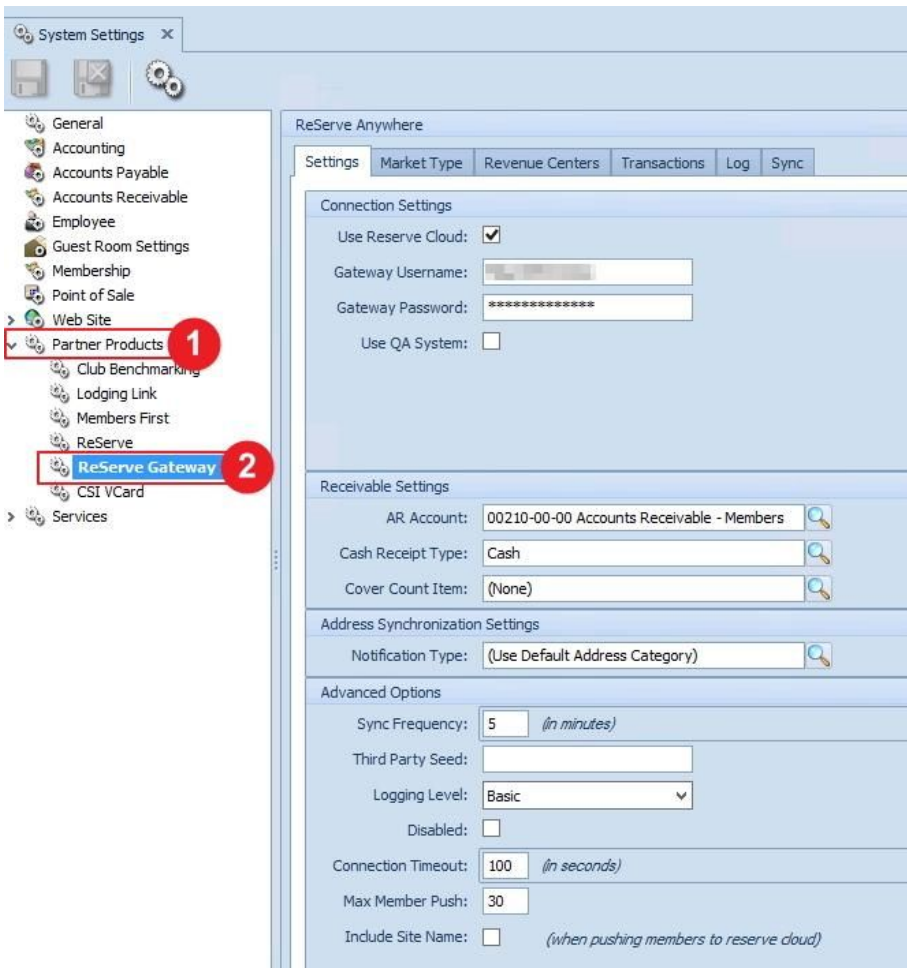 System Settings X
General
Accounting
Accounts Payable
Accounts Receivable
Employee
Guest Room Settings
Membership
Point of Sale
Web Site
Partner Products 1
Club Benchmarking
Lodging Link
Members First
ReServe
ReServe Gateway 2
CSI VCard
Services
ReServe Anywhere
Settings Market Type Revenue Centers Transactions Log Sync
Connection Settings
Use Reserve Cloud:
Gateway Username:
Gateway Password: *************
Use QA System:
Receivable Settings
AR Account: 00210-00-00 Accounts Receivable - Members
Cash Receipt Type: Cash
Cover Count Item: (None)
Address Synchronization Settings
Notification Type: (Use Default Address Category)
Advanced Options
Sync Frequency: 5 (in minutes)
Third Party Seed:
Logging Level: Basic
Disabled:
Connection Timeout: 100 (in seconds)
Max Member Push: 30
Include Site Name: (when pushing members to reserve cloud)